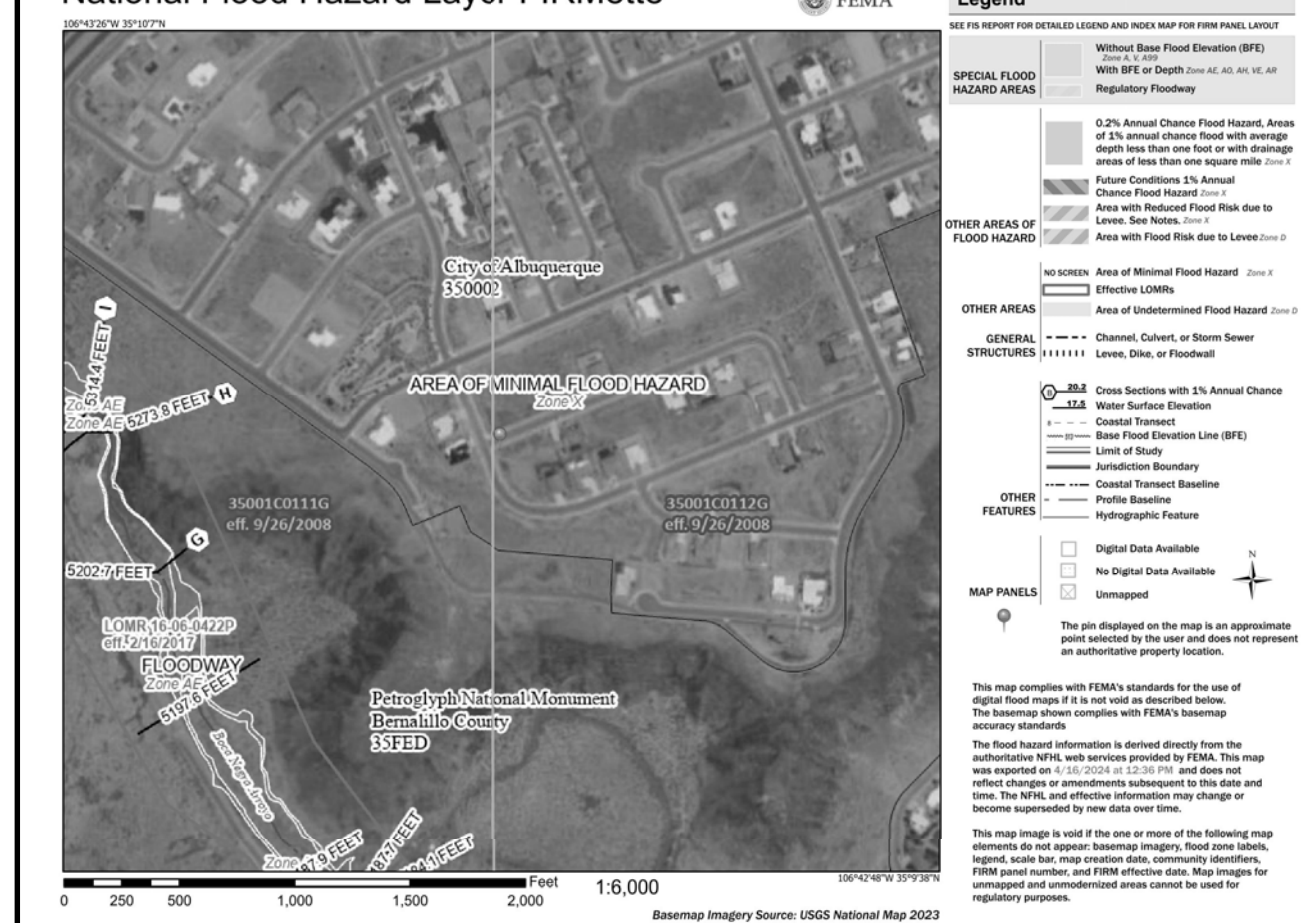 National Flood Hazard Layer FIRMette
FEMA
Legend
SEE FIS REPORT FOR DETAILED LEGEND AND INDEX MAP FOR FIRM PANEL LAYOUT
106°43'26"W 35°10'7"N
City of Albuquerque
350002
AREA OF MINIMAL FLOOD HAZARD
Zone X
I
5314.4 FEET
H
5273.8 FEET
Zone AE
Zone AE
35001C0111G
eff. 9/26/2008
35001C0112G
eff. 9/26/2008
G
5202.7 FEET
LOMR 16-06-0422P
eff. 2/16/2017
FLOODWAY
Zone AE
5197.6 FEET
Petroglyph National Monument
Bernalillo County
35FED
Boca Negra Arroyo
Zone
87.9 FEET
87.7 FEET
84.1 FEET
106°42'48"W 35°9'38"N
0 250 500 1,000 1,500 2,000
Feet
1:6,000
Basemap Imagery Source: USGS National Map 2023
SPECIAL FLOOD
HAZARD AREAS
Without Base Flood Elevation (BFE)
Zone A, V, A99
With BFE or Depth Zone AE, AO, AH, VE, AR
Regulatory Floodway
OTHER AREAS OF
FLOOD HAZARD
0.2% Annual Chance Flood Hazard, Areas
of 1% annual chance flood with average
depth less than one foot or with drainage
areas of less than one square mile Zone X
Future Conditions 1% Annual
Chance Flood Hazard Zone X
Area with Reduced Flood Risk due to
Levee. See Notes. Zone X
Area with Flood Risk due to Levee Zone D
OTHER AREAS
NO SCREEN Area of Minimal Flood Hazard Zone X
Effective LOMRs
Area of Undetermined Flood Hazard Zone D
GENERAL
STRUCTURES
Channel, Culvert, or Storm Sewer
Levee, Dike, or Floodwall
OTHER
FEATURES
B 20.2 Cross Sections with 1% Annual Chance
17.5 Water Surface Elevation
8 Coastal Transect
513 Base Flood Elevation Line (BFE)
Limit of Study
Jurisdiction Boundary
Coastal Transect Baseline
Profile Baseline
Hydrographic Feature
MAP PANELS
Digital Data Available
No Digital Data Available
Unmapped
N
The pin displayed on the map is an approximate
point selected by the user and does not represent
an authoritative property location.
This map complies with FEMA's standards for the use of
digital flood maps if it is not void as described below.
The basemap shown complies with FEMA's basemap
accuracy standards
The flood hazard information is derived directly from the
authoritative NFHL web services provided by FEMA. This map
was exported on 4/16/2024 at 12:36 PM and does not
reflect changes or amendments subsequent to this date and
time. The NFHL and effective information may change or
become superseded by new data over time.
This map image is void if the one or more of the following map
elements do not appear: basemap imagery, flood zone labels,
legend, scale bar, map creation date, community identifiers,
FIRM panel number, and FIRM effective date. Map images for
unmapped and unmodernized areas cannot be used for
regulatory purposes.